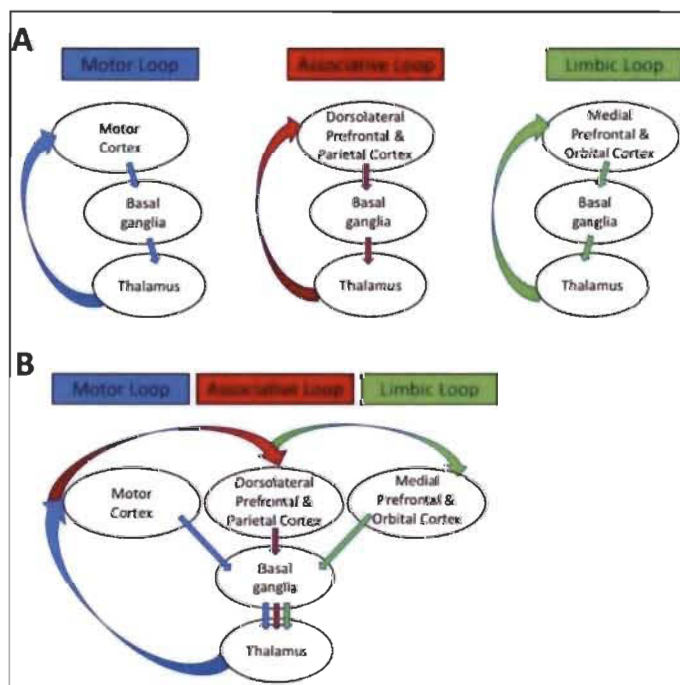 A
Motor Loop
Associative Loop
Limbic Loop
Motor
Cortex
Basal
ganglia
Thalamus
Dorsolateral
Prefrontal &
Parietal Cortex
Basal
ganglia
Thalamus
Medial
Prefrontal &
Orbital Cortex
Basal
ganglia
Thalamus
B
Motor Loop
Associative Loop
Limbic Loop
Motor
Cortex
Dorsolateral
Prefrontal &
Parietal Cortex
Medial
Prefrontal &
Orbital Cortex
Basal
ganglia
Thalamus